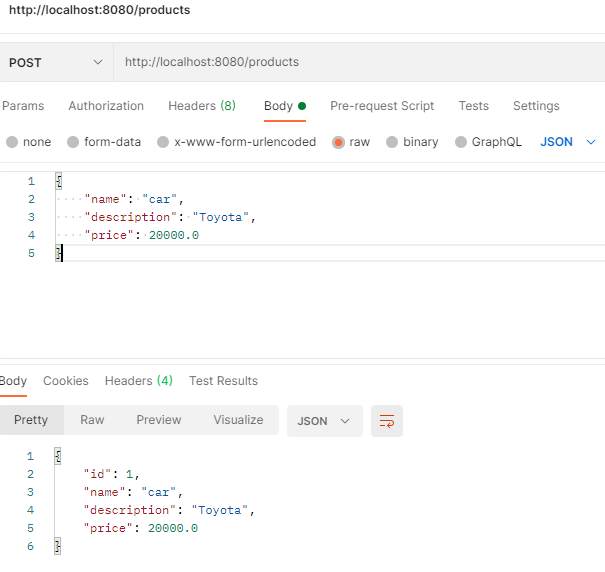 http://localhost:8080/products
POST http://localhost:8080/products
Params Authorization Headers (8) Body Pre-request Script Tests Settings
none form-data x-www-form-urlencoded raw binary GraphQL JSON
1 {
2 "name": "car",
3 "description": "Toyota",
4 "price": 20000.0
5 }
Body Cookies Headers (4) Test Results
Pretty Raw Preview Visualize JSON
1 {
2 "id": 1,
3 "name": "car",
4 "description": "Toyota",
5 "price": 20000.0
6 }